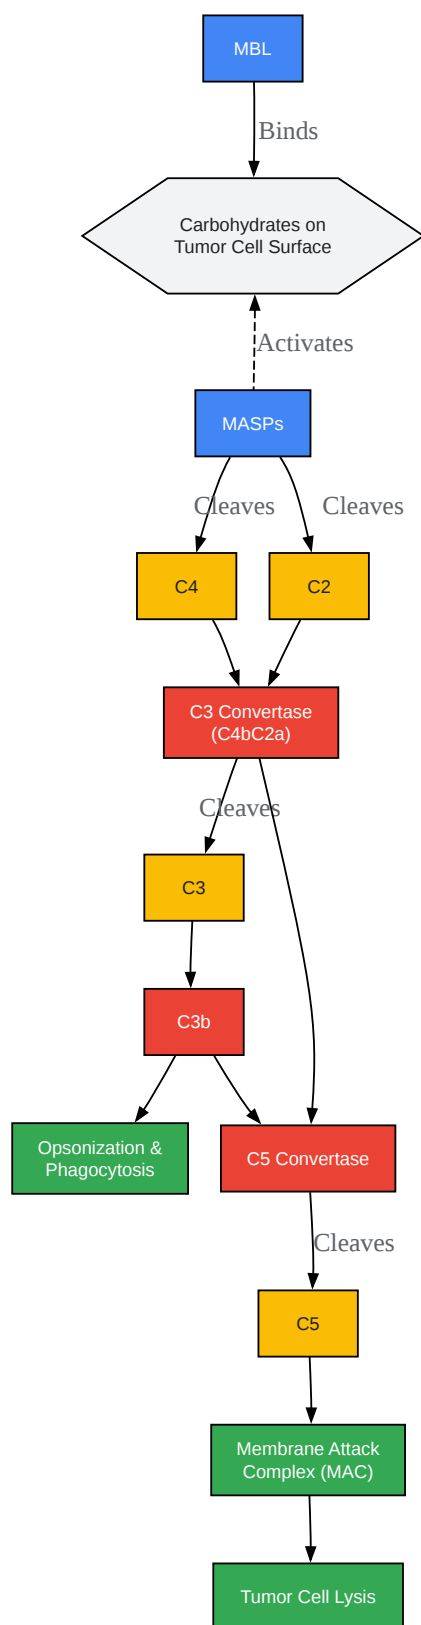 MBL
Binds
Carbohydrates on
Tumor Cell Surface
Activates
MASPs
Cleaves
Cleaves
C4
C2
C3 Convertase
(C4bC2a)
Cleaves
C3
C3b
Opsonization &
Phagocytosis
C5 Convertase
Cleaves
C5
Membrane Attack
Complex (MAC)
Tumor Cell Lysis